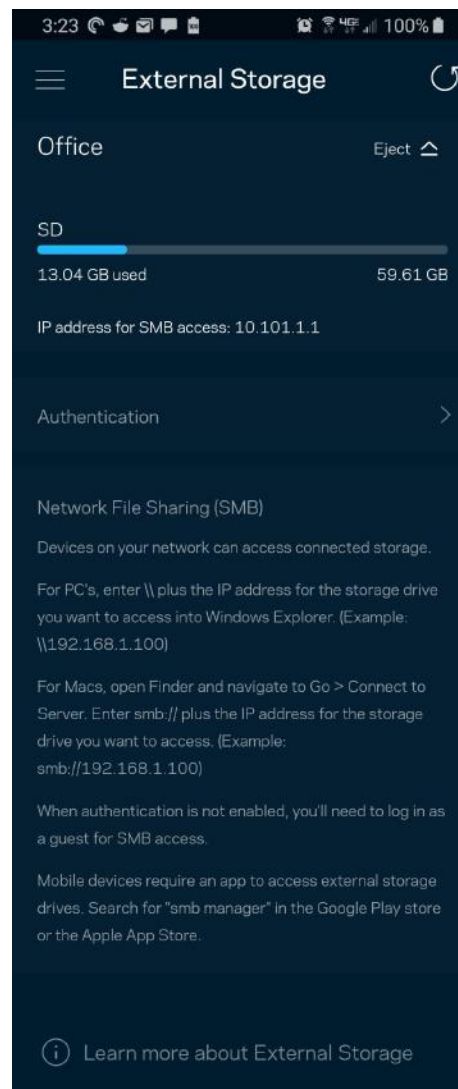 3:23 4GE 100%
External Storage
Office Eject
SD
13.04 GB used 59.61 GB
IP address for SMB access: 10.101.1.1
Authentication
Network File Sharing (SMB)
Devices on your network can access connected storage.
For PC's, enter \\ plus the IP address for the storage drive
you want to access into Windows Explorer. (Example:
\\192.168.1.100)
For Macs, open Finder and navigate to Go > Connect to
Server. Enter smb:// plus the IP address for the storage
drive you want to access. (Example:
smb://192.168.1.100)
When authentication is not enabled, you'll need to log in as
a guest for SMB access.
Mobile devices require an app to access external storage
drives. Search for "smb manager" in the Google Play store
or the Apple App Store.
Learn more about External Storage